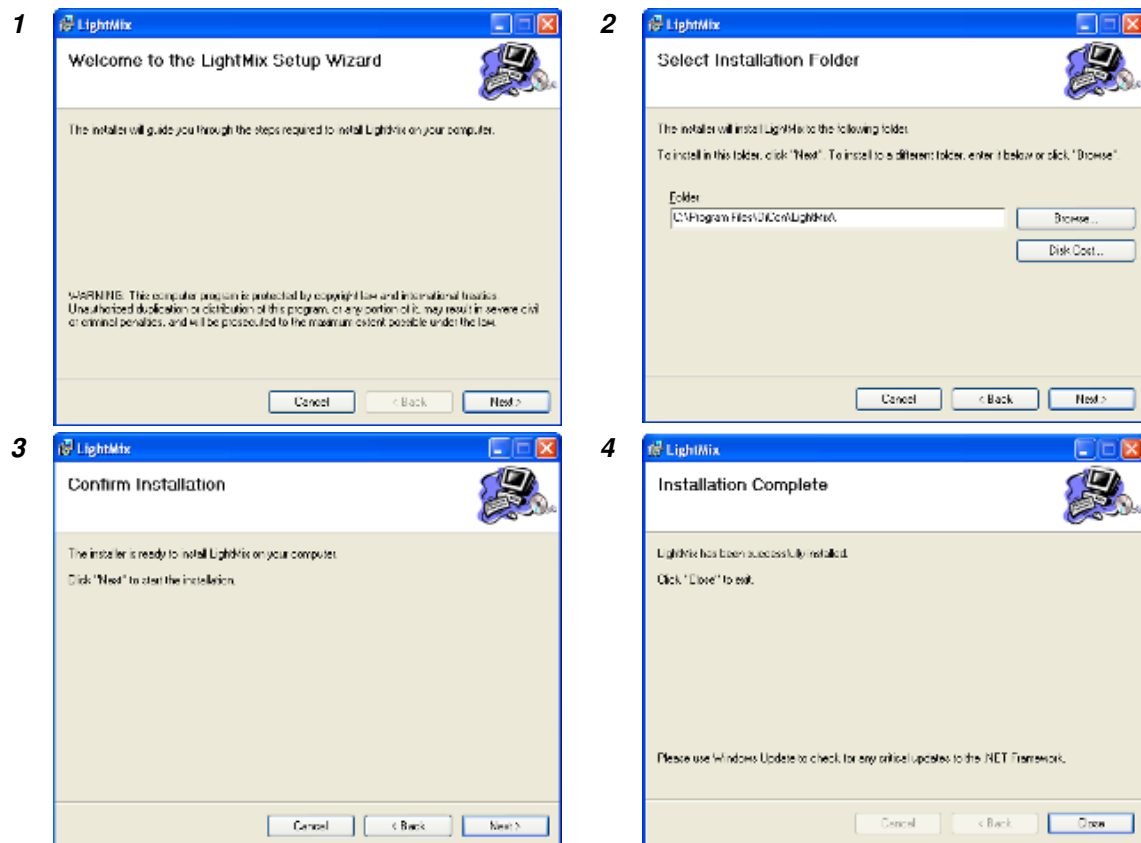 1
LightMix
Welcome to the LightMix Setup Wizard
The installer will guide you through the steps required to install LightMix on your computer.
WARNING: This computer program is protected by copyright law and international treaties.
Unauthorized duplication or distribution of this program, or any portion of it, may result in severe civil
or criminal penalties, and will be prosecuted to the maximum extent possible under the law.
Cancel
< Back
Next >
2
LightMix
Select Installation Folder
The installer will install LightMix to the following folder.
To install in this folder, click "Next". To install to a different folder, enter it below or click "Browse".
Folder
C:\Program Files\DiCon\LightMix\
Browse...
Disk Cost...
Cancel
< Back
Next >
3
LightMix
Confirm Installation
The installer is ready to install LightMix on your computer.
Click "Next" to start the installation.
Cancel
< Back
Next >
4
LightMix
Installation Complete
LightMix has been successfully installed.
Click "Close" to exit.
Please use Windows Update to check for any critical updates to the .NET Framework.
Cancel
< Back
Close